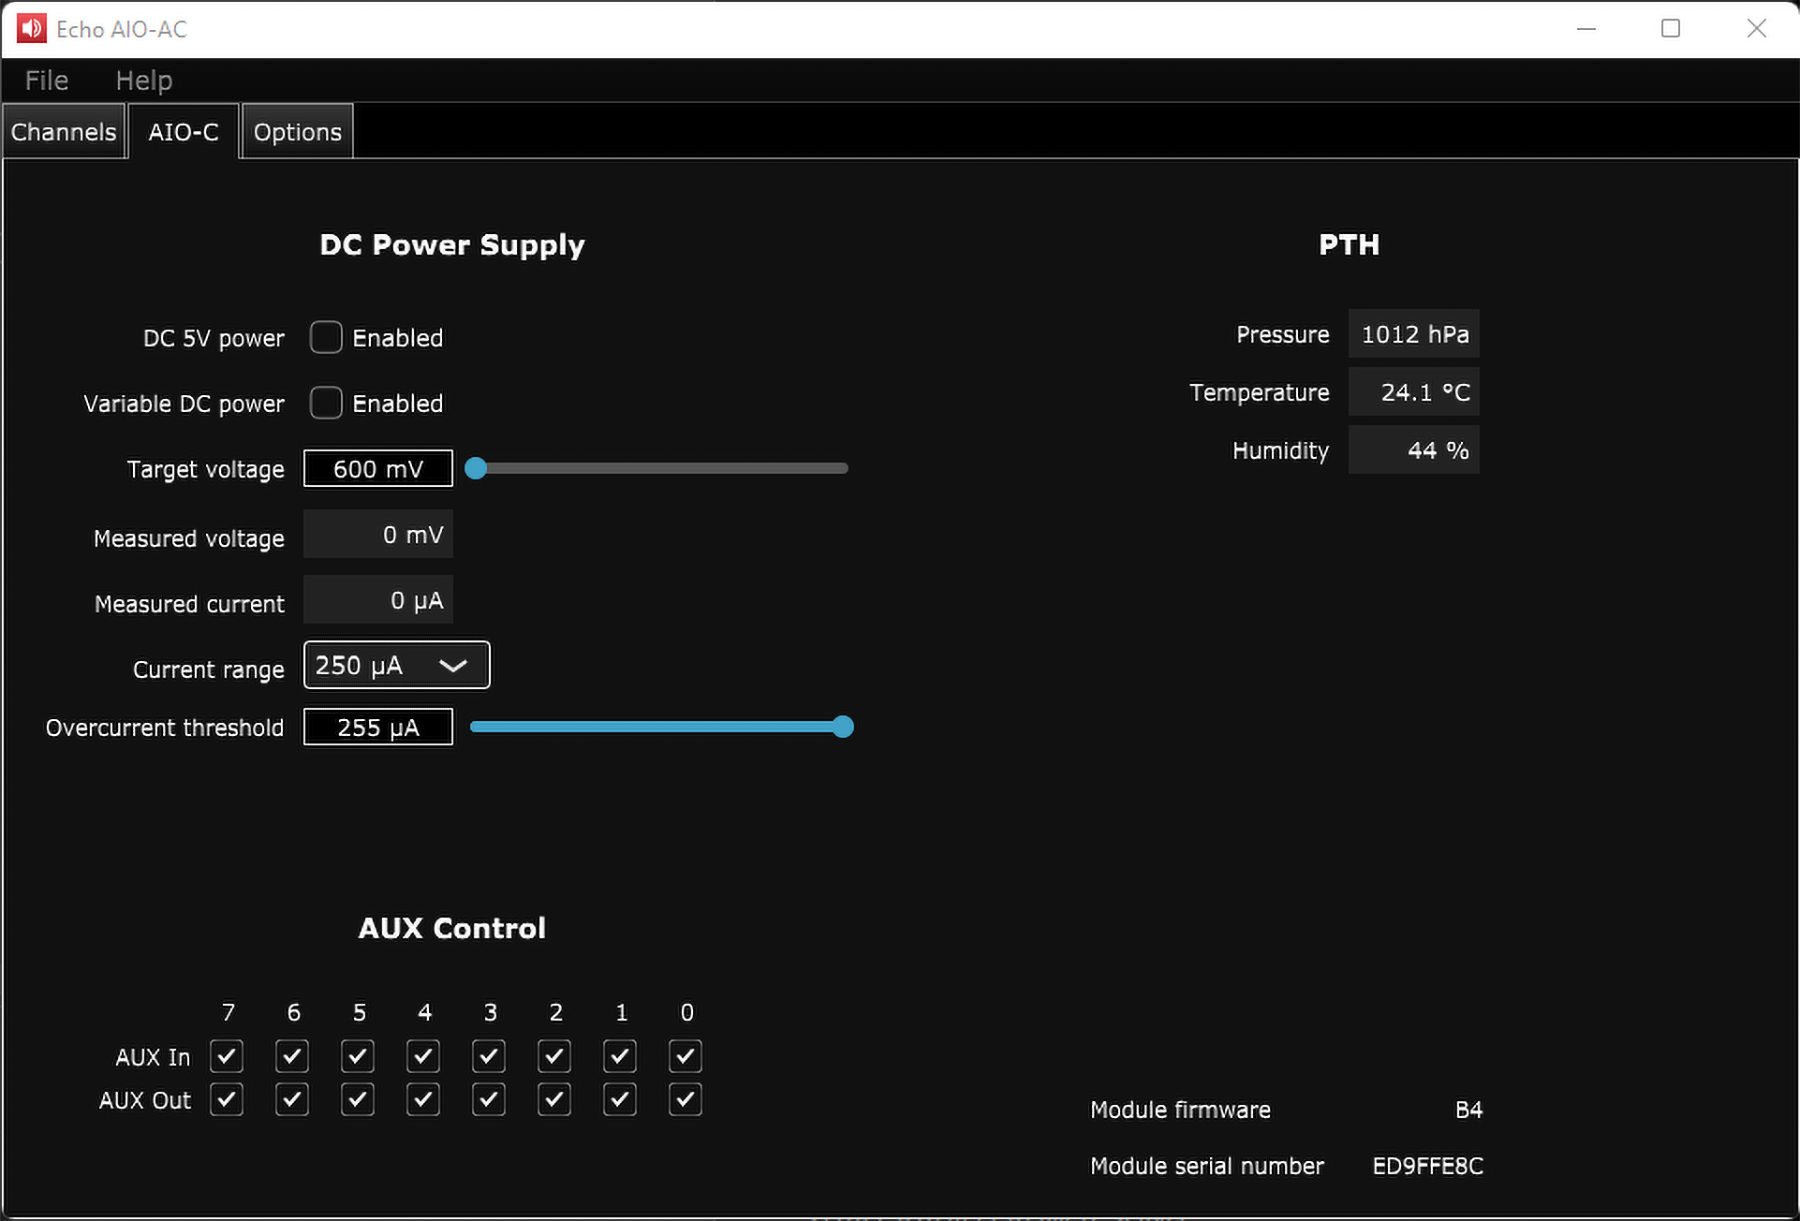 Echo AIO-AC
File Help
Channels AIO-C Options
DC Power Supply
DC 5V power Enabled
Variable DC power Enabled
Target voltage 600 mV
Measured voltage 0 mV
Measured current 0 µA
Current range 250 µA
Overcurrent threshold 255 µA
PTH
Pressure 1012 hPa
Temperature 24.1 °C
Humidity 44 %
AUX Control
7 6 5 4 3 2 1 0
AUX In
AUX Out
Module firmware B4
Module serial number ED9FFE8C